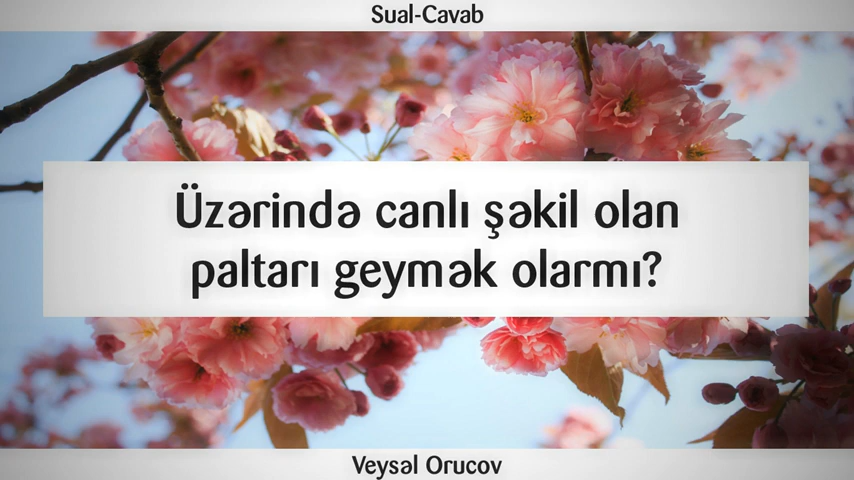 Sual-Cavab
Üzərində canlı şəkil olan
paltarı geymək olarmı?
Veysəl Orucov